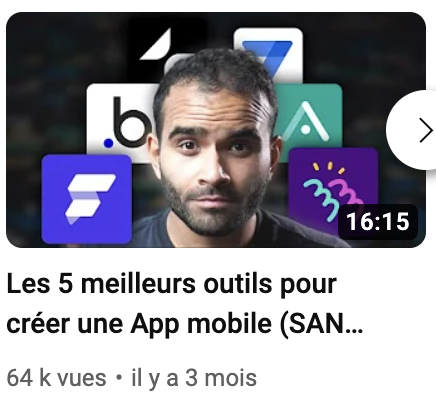 .b
16:15
Les 5 meilleurs outils pour
créer une App mobile (SAN...
64 k vues • il y a 3 mois